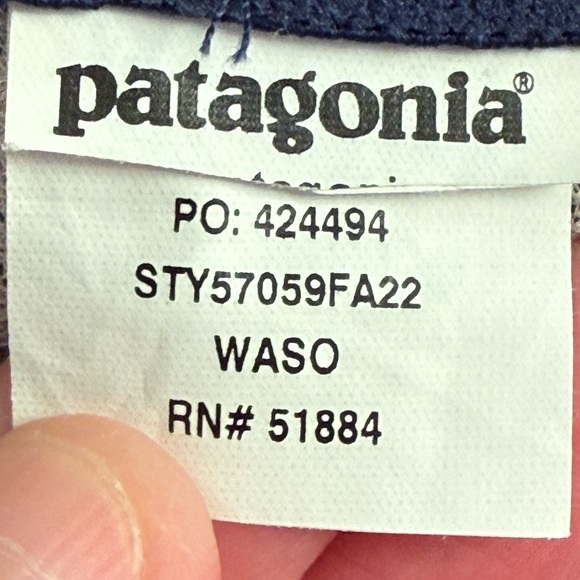 patagonia®
PO: 424494
STY57059FA22
WASO
RN# 51884